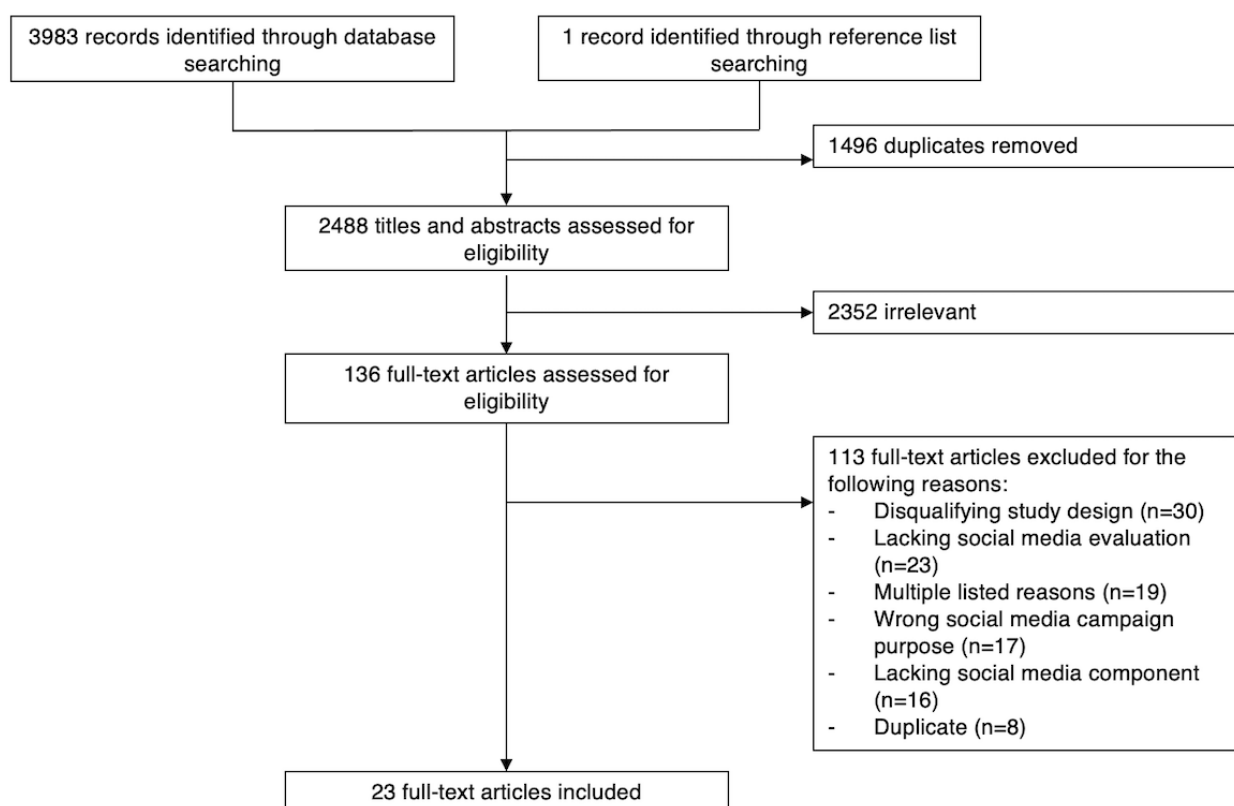 3983 records identified through database
searching
1 record identified through reference list
searching
1496 duplicates removed
2488 titles and abstracts assessed for
eligibility
2352 irrelevant
136 full-text articles assessed for
eligibility
113 full-text articles excluded for the
following reasons:
- Disqualifying study design (n=30)
- Lacking social media evaluation
(n=23)
- Multiple listed reasons (n=19)
- Wrong social media campaign
purpose (n=17)
- Lacking social media component
(n=16)
- Duplicate (n=8)
23 full-text articles included